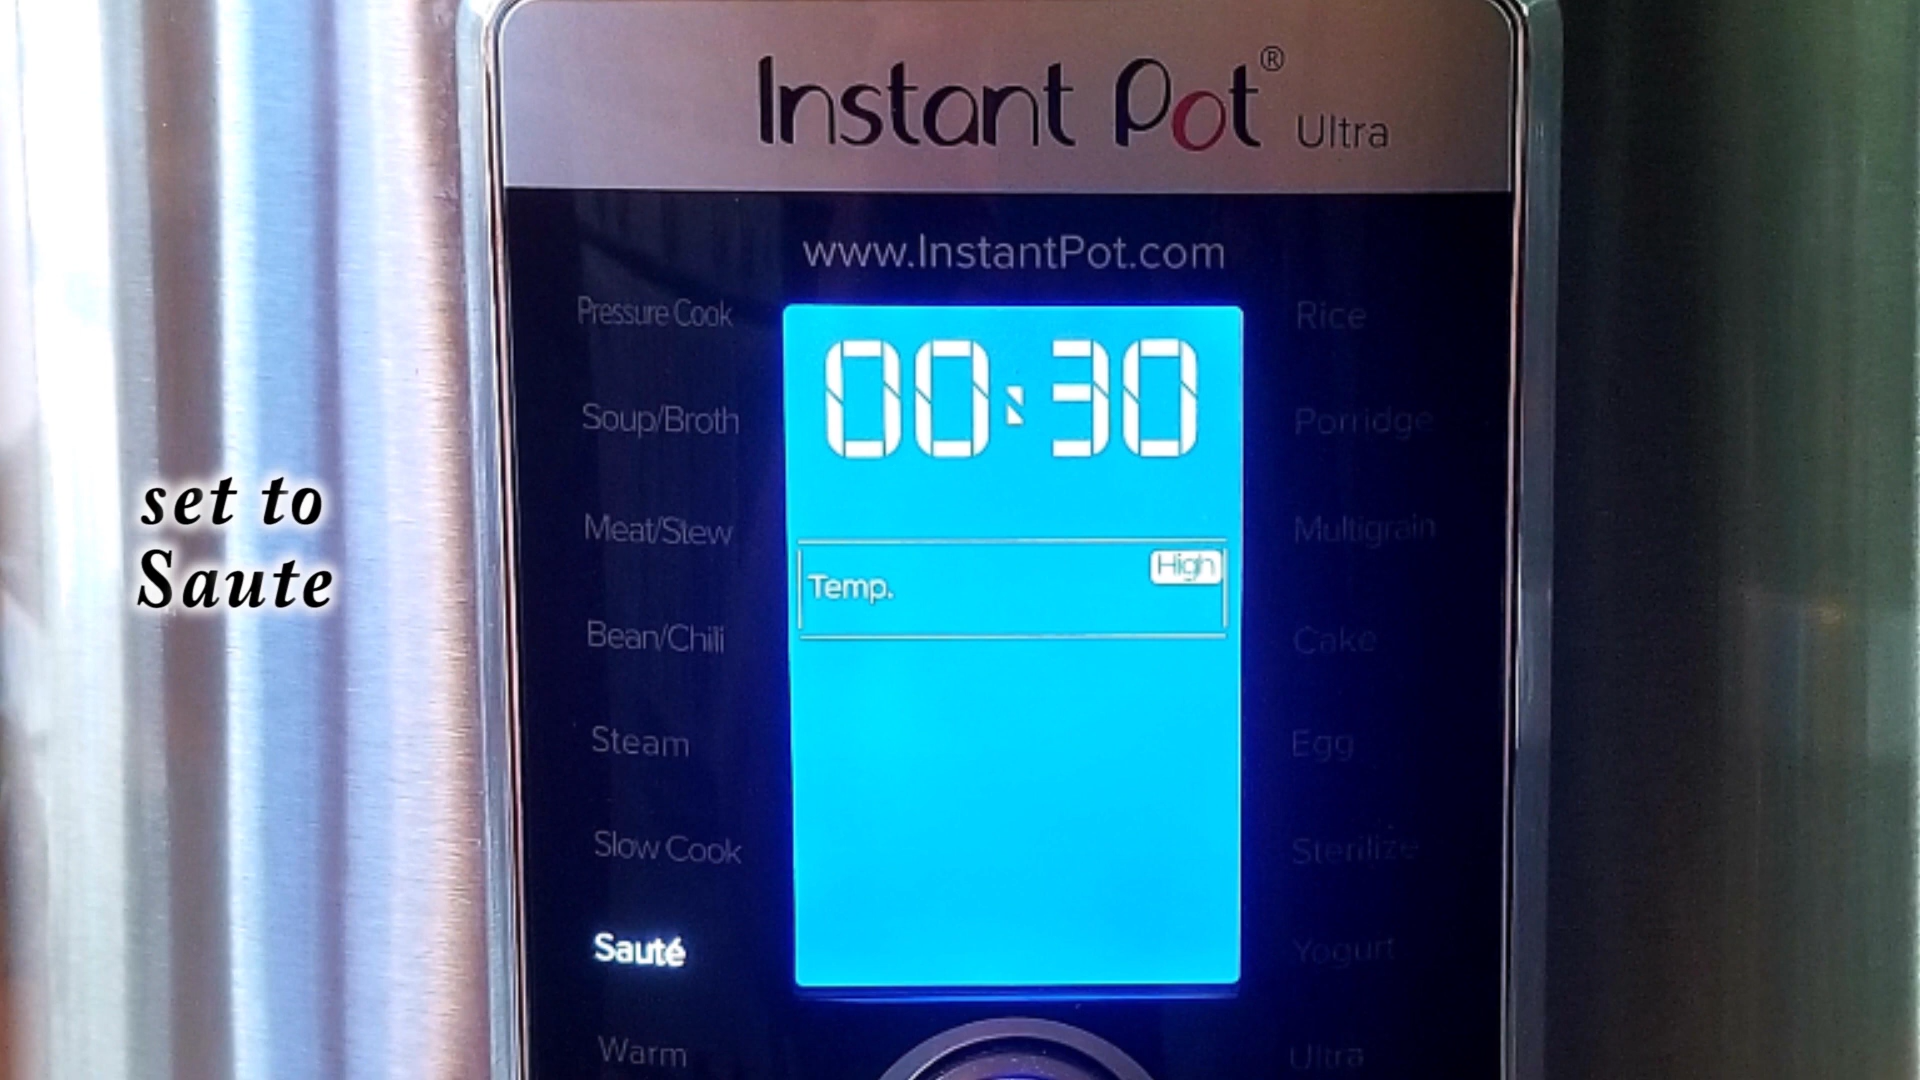 Instant Pot® Ultra
www.InstantPot.com
Pressure Cook
Soup/Broth
Meat/Stew
Bean/Chili
Steam
Slow Cook
Sauté
Warm
00:30
Temp. High
Rice
Porridge
Multigrain
Cake
Egg
Sterilize
Yogurt
Ultra
set to
Saute